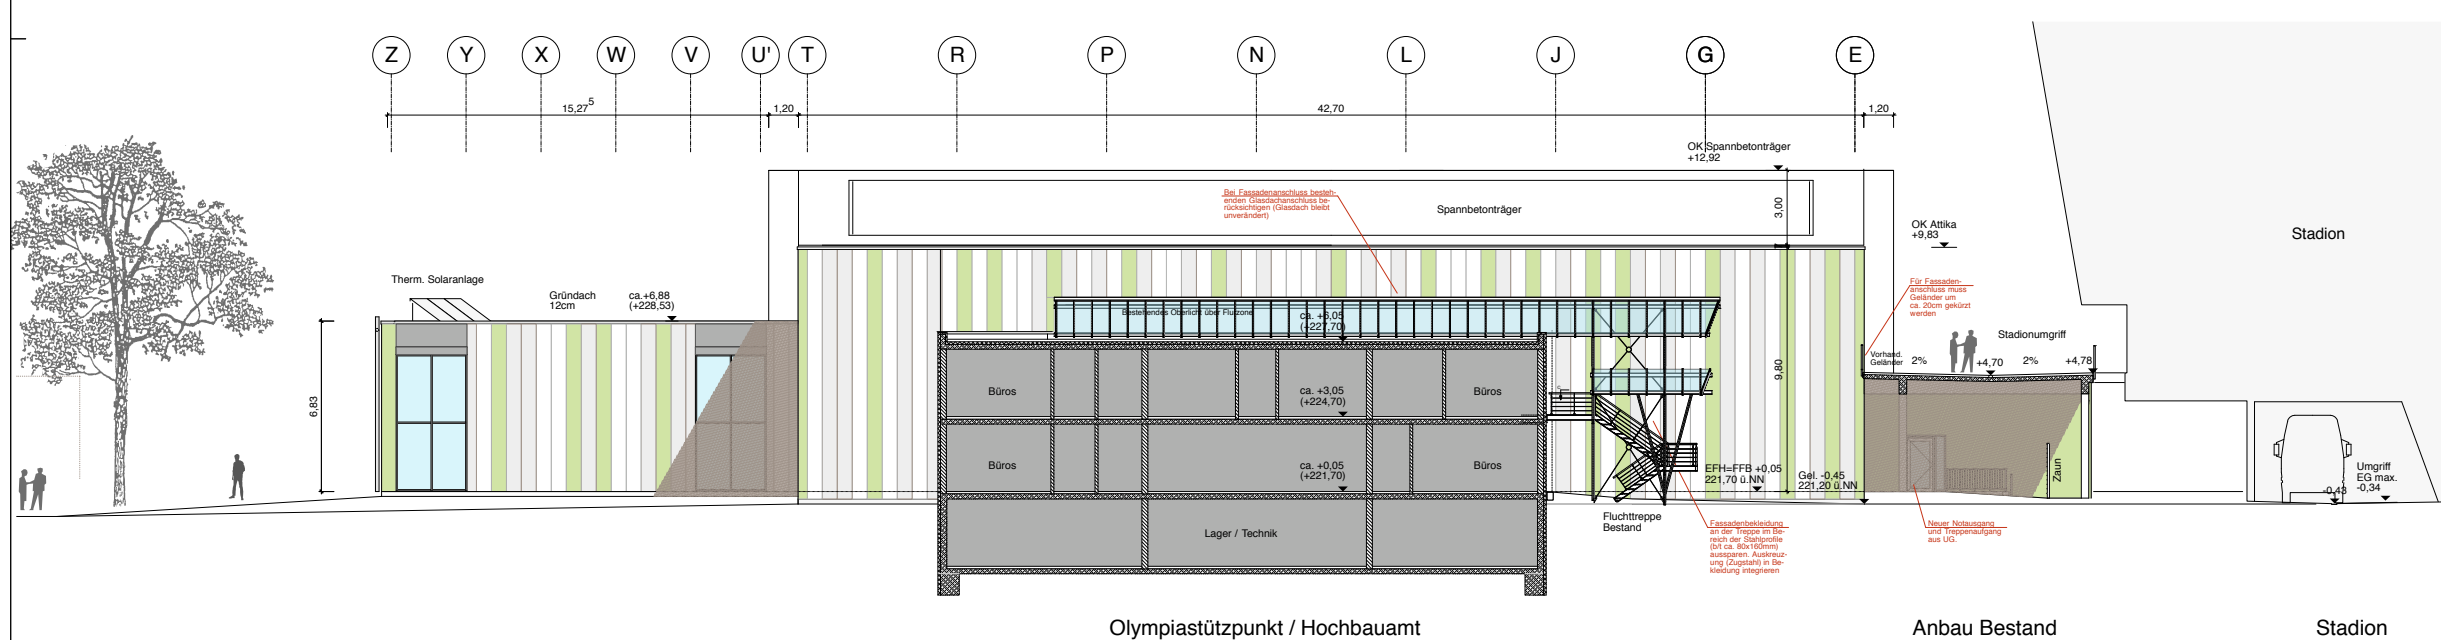 Z Y X W V U' T R P N L J G E
15,27⁵ 1,20 42,70 1,20
OK Spannbetonträger
+12,92
Bei Fassadenanschluss besteh-
enden Glasdachanschluss be-
rücksichtigen (Glasdach bleibt
unverändert)
Spannbetonträger
3,00
OK Attika
+9,83
Stadion
Therm. Solaranlage
Gründach
12cm
ca.+6,88
(+228,53)
Für Fassaden-
anschluss muss
Geländer um
ca. 20cm gekürzt
werden
Bestehendes Oberlicht über Flurzone
ca. +6,05
(+227,70)
Stadionumgriff
Vorhand.
Geländer
2% +4,70 2% +4,78
6,83
9,80
Büros
ca. +3,05
(+224,70)
Büros
Büros
ca. +0,05
(+221,70)
Büros
EFH=FFB +0,05
221,70 ü.NN
Gel. -0,45
221,20 ü.NN
Zaun
Umgriff
EG max.
-0,34
-0,43
Lager / Technik
Fluchttreppe
Bestand
Fassadenbekleidung
an der Treppe im Be-
reich der Stahlprofile
(b/t ca. 80x160mm)
aussparen. Auskreuz-
ung (Zugstahl) in Be-
kleidung integrieren
Neuer Notausgang
und Treppenaufgang
aus UG.
Olympiastützpunkt / Hochbauamt
Anbau Bestand
Stadion